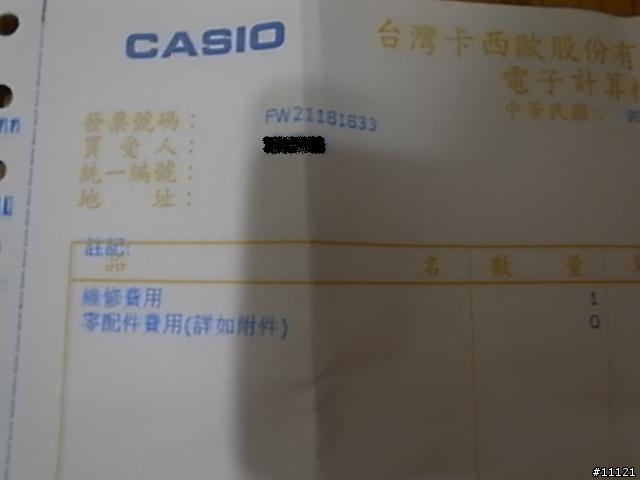 CASIO
台灣卡西歐股份有
電子計算
中華民國： 98
發票號碼： FW21181833
買受人：
統一編號：
地 址：
註記:
品 名 數 量
維修費用 1
零配件費用(詳如附件) 0
#11121